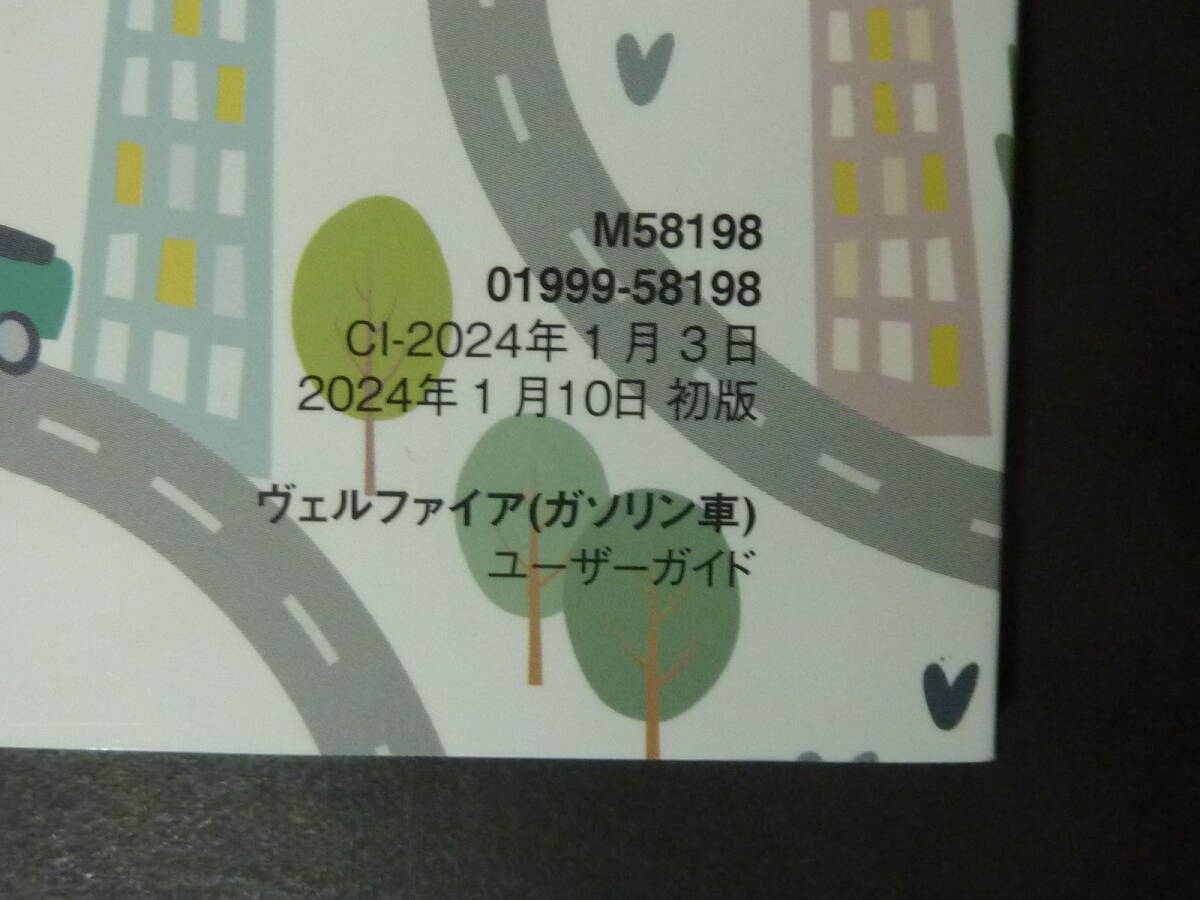 M58198
01999-58198
CI-2024年1月3日
2024年1月10日 初版
ヴェルファイア(ガソリン車)
ユーザーガイド